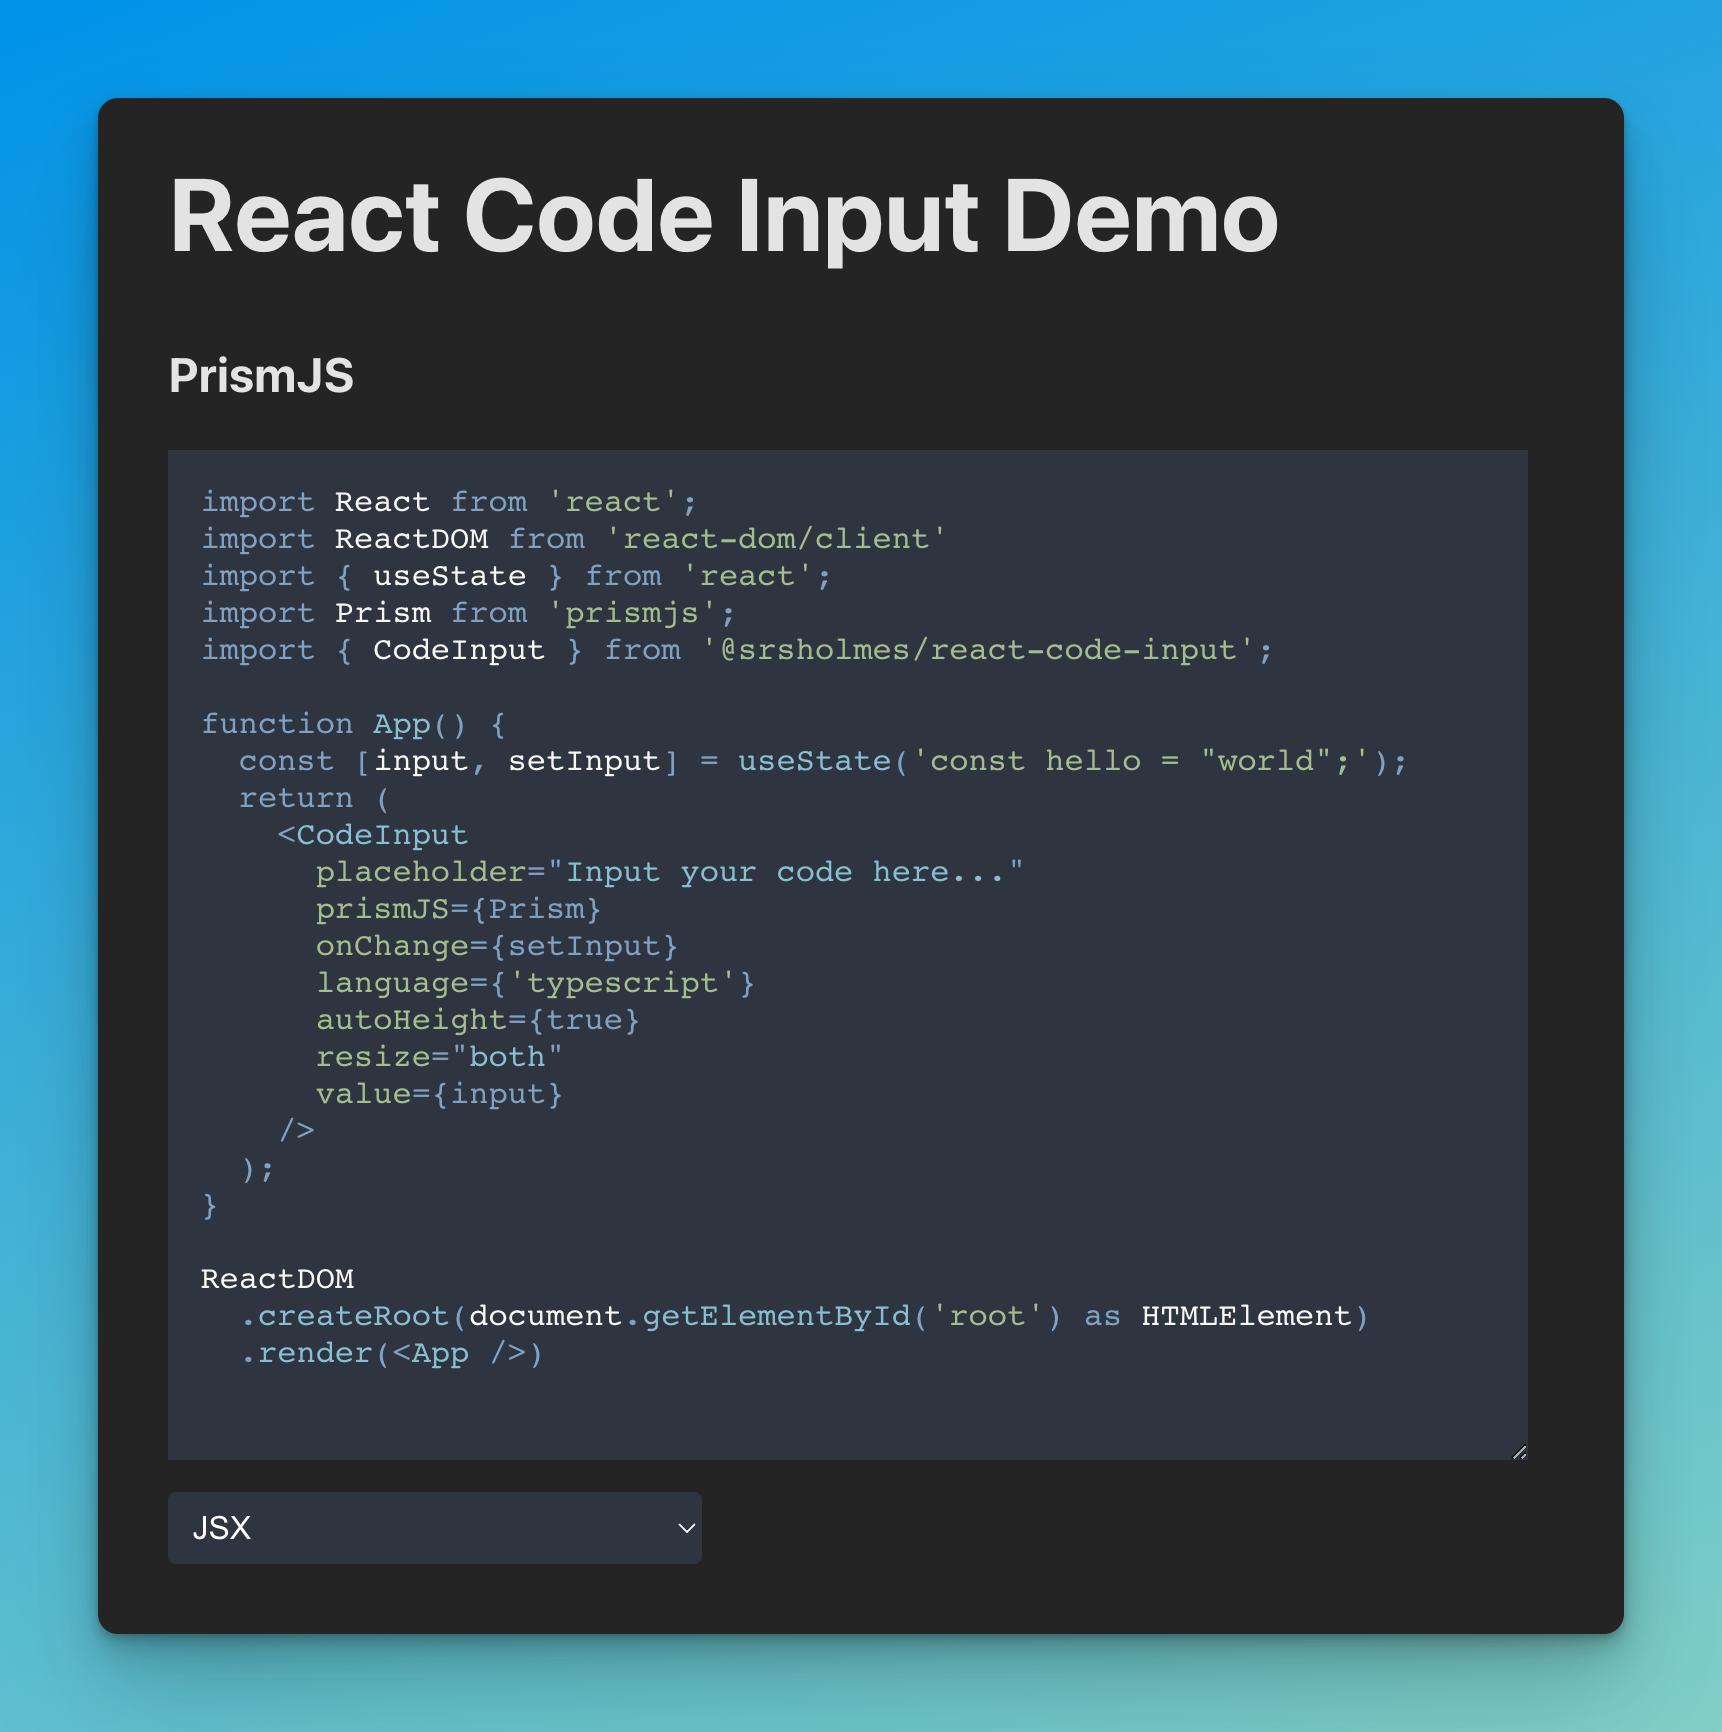 React Code Input Demo
PrismJS
import React from 'react';
import ReactDOM from 'react-dom/client'
import { useState } from 'react';
import Prism from 'prismjs';
import { CodeInput } from '@srsholmes/react-code-input';

function App() {
  const [input, setInput] = useState('const hello = "world";');
  return (
    <CodeInput
      placeholder="Input your code here..."
      prismJS={Prism}
      onChange={setInput}
      language={'typescript'}
      autoHeight={true}
      resize="both"
      value={input}
    />
  );
}

ReactDOM
  .createRoot(document.getElementById('root') as HTMLElement)
  .render(<App />)
JSX